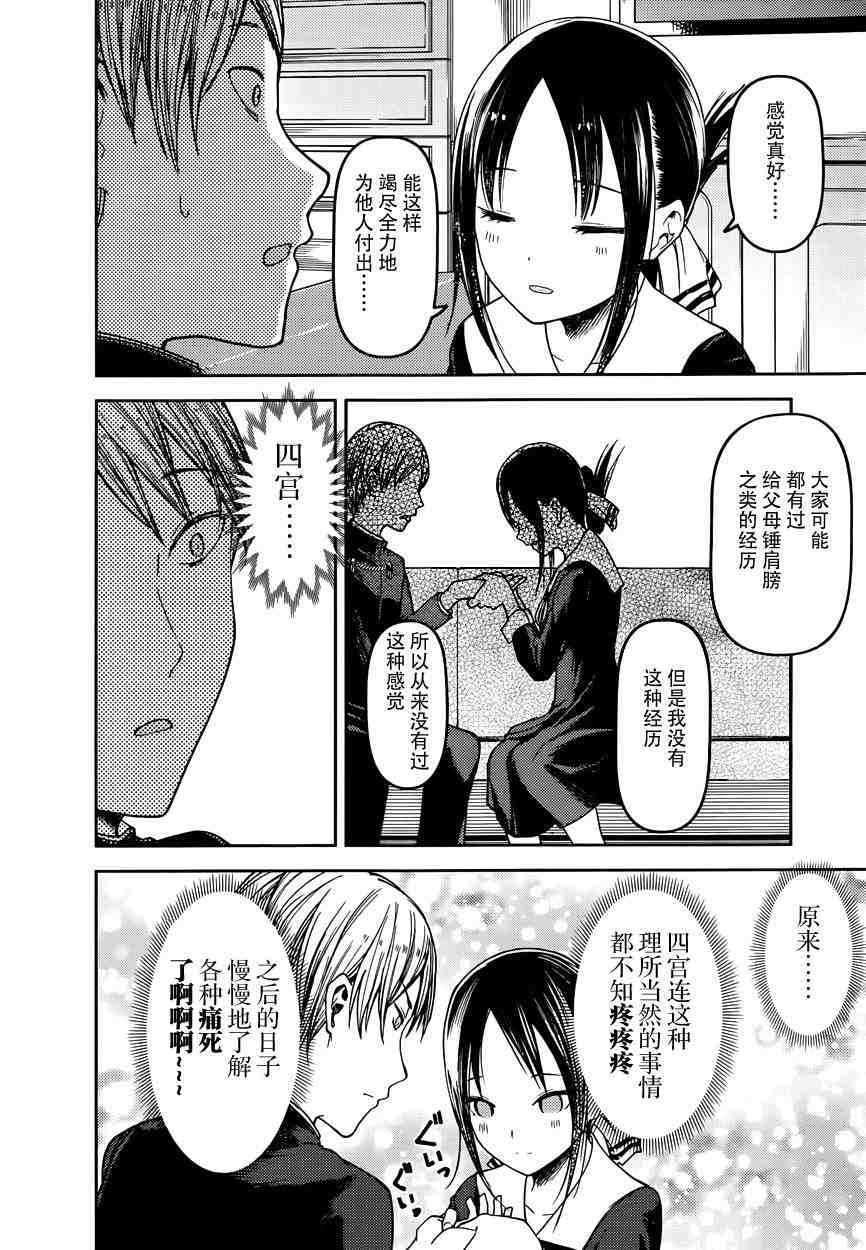 感觉
真好
……
能这样
竭尽全力地
为他人付出
……
大家可能
都有过
给父母锤肩膀
之类的经历
但是我没有
这种经历
所以从来没有过
这种感觉
四宫……
原来……
四宫连这种
理所当然的事情
都不知疼疼疼
之后的日子
慢慢地了解
各种痛死
了啊啊啊~~
ぐいっ
ぐいっ